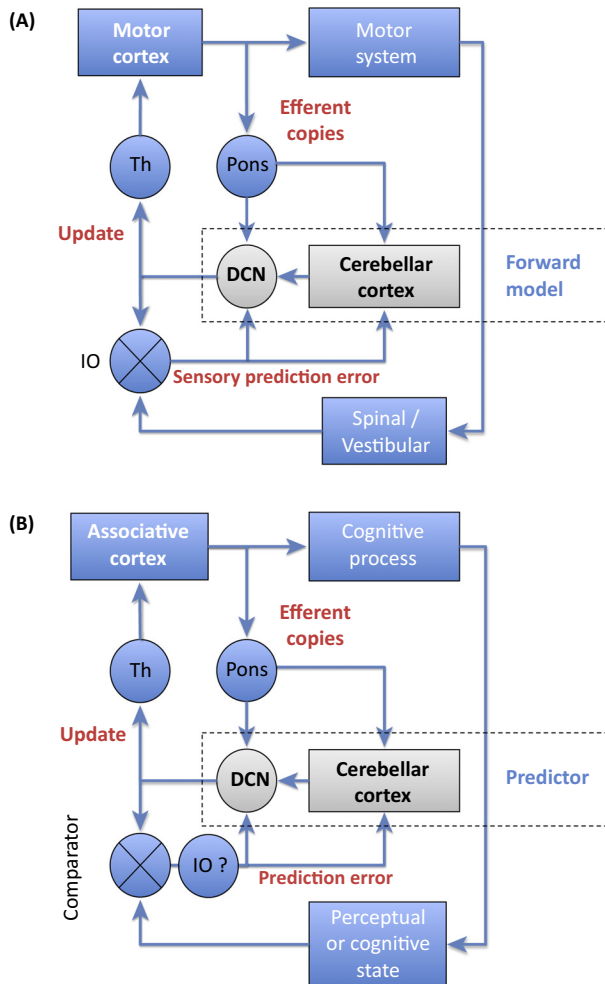 (A)
Motor
cortex
Motor
system
Efferent
copies
Th
Pons
Update
DCN
Cerebellar
cortex
Forward
model
IO
Sensory prediction error
Spinal /
Vestibular
(B)
Associative
cortex
Cognitive
process
Efferent
copies
Th
Pons
Update
DCN
Cerebellar
cortex
Predictor
Comparator
IO ?
Prediction error
Perceptual
or cognitive
state